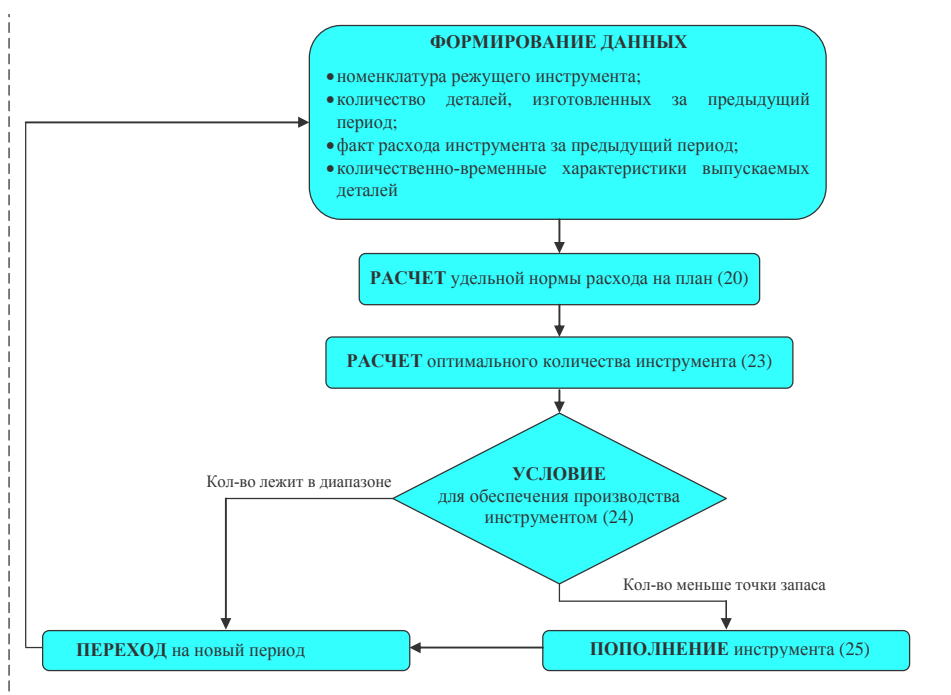 ФОРМИРОВАНИЕ ДАННЫХ
•номенклатура режущего инструмента;
•количество деталей, изготовленных за предыдущий
период;
•факт расхода инструмента за предыдущий период;
•количественно-временные характеристики выпускаемых
деталей
РАСЧЕТ удельной нормы расхода на план (20)
РАСЧЕТ оптимального количества инструмента (23)
УСЛОВИЕ
для обеспечения производства
инструментом (24)
Кол-во лежит в диапазоне
Кол-во меньше точки запаса
ПЕРЕХОД на новый период
ПОПОЛНЕНИЕ инструмента (25)